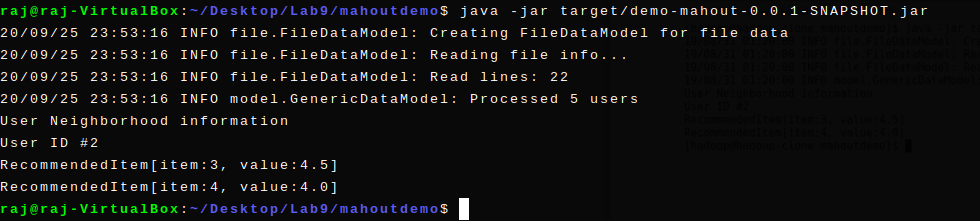 raj@raj-VirtualBox:~/Desktop/Lab9/mahoutdemo$ java -jar target/demo-mahout-0.0.1-SNAPSHOT.jar
20/09/25 23:53:16 INFO file.FileDataModel: Creating FileDataModel for file data
20/09/25 23:53:16 INFO file.FileDataModel: Reading file info...
20/09/25 23:53:16 INFO file.FileDataModel: Read lines: 22
20/09/25 23:53:16 INFO model.GenericDataModel: Processed 5 users
User Neighborhood information
User ID #2
RecommendedItem[item:3, value:4.5]
RecommendedItem[item:4, value:4.0]
raj@raj-VirtualBox:~/Desktop/Lab9/mahoutdemo$